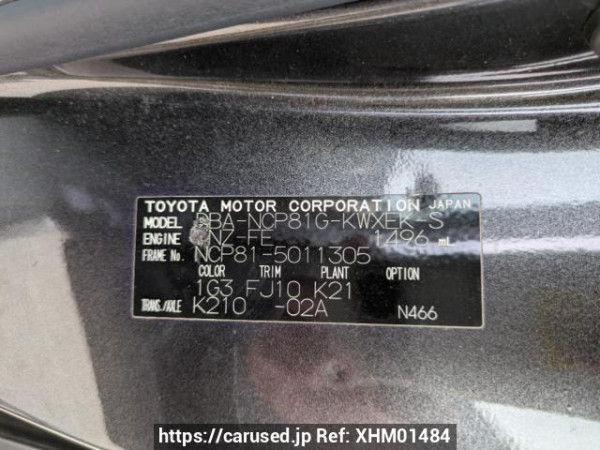 TOYOTA MOTOR CORPORATION JAPAN
MODEL DBA-NCP81G-KWXEK S
ENGINE NZ-FE 1496 mL
FRAME No. NCP81-5011305
COLOR TRIM PLANT OPTION
1G3 FJ10 K21
TRANS./AXLE K210 -02A N466
https://carused.jp Ref: XHM01484